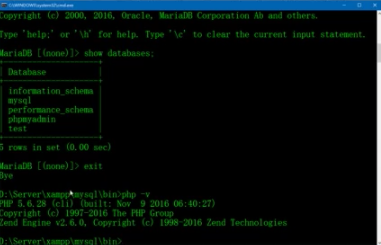 Copyright (c) 2000, 2016, Oracle, MariaDB Corporation Ab and others.
Type 'help;' or '\h' for help. Type '\c' to clear the current input statement.
MariaDB [(none)]> show databases;
+--------------------+
| Database           |
+--------------------+
| information_schema |
| mysql              |
| performance_schema |
| phpmyadmin         |
| test               |
+--------------------+
5 rows in set (0.00 sec)
MariaDB [(none)]> exit
Bye
D:\Server\xampp\mysql\bin>php -v
PHP 5.6.28 (cli) (built: Nov  9 2016 06:40:27)
Copyright (c) 1997-2016 The PHP Group
Zend Engine v2.6.0, Copyright (c) 1998-2016 Zend Technologies
D:\Server\xampp\mysql\bin>